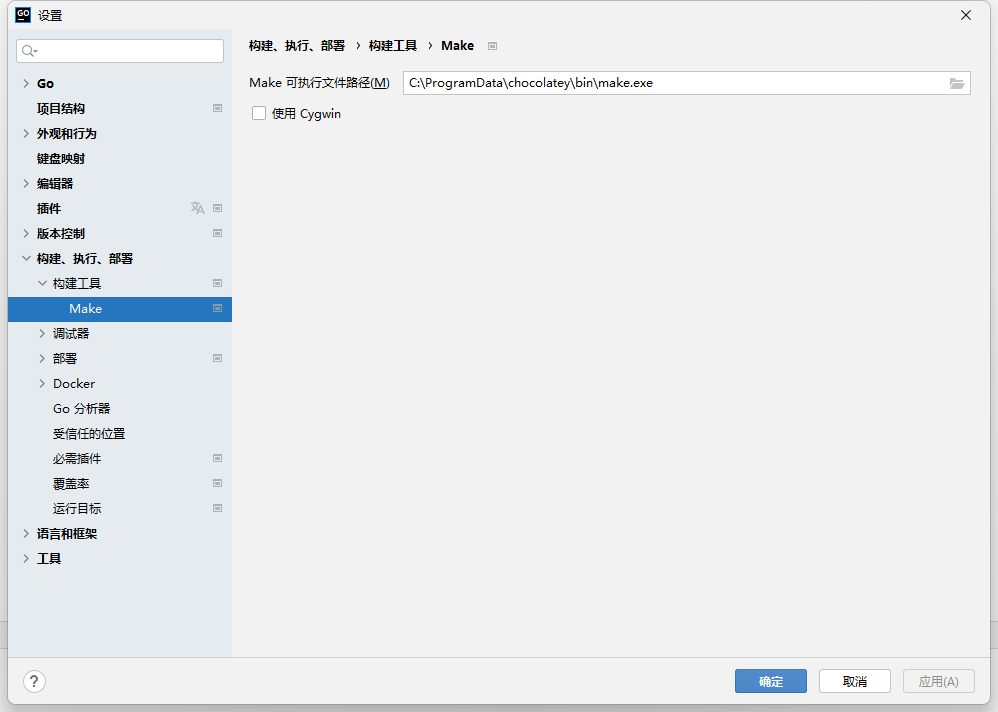 GO 设置
构建、执行、部署 › 构建工具 › Make
Make 可执行文件路径(M) C:\ProgramData\chocolatey\bin\make.exe
使用 Cygwin
Go
项目结构
外观和行为
键盘映射
编辑器
插件
版本控制
构建、执行、部署
构建工具
Make
调试器
部署
Docker
Go 分析器
受信任的位置
必需插件
覆盖率
运行目标
语言和框架
工具
?
确定 取消 应用(A)